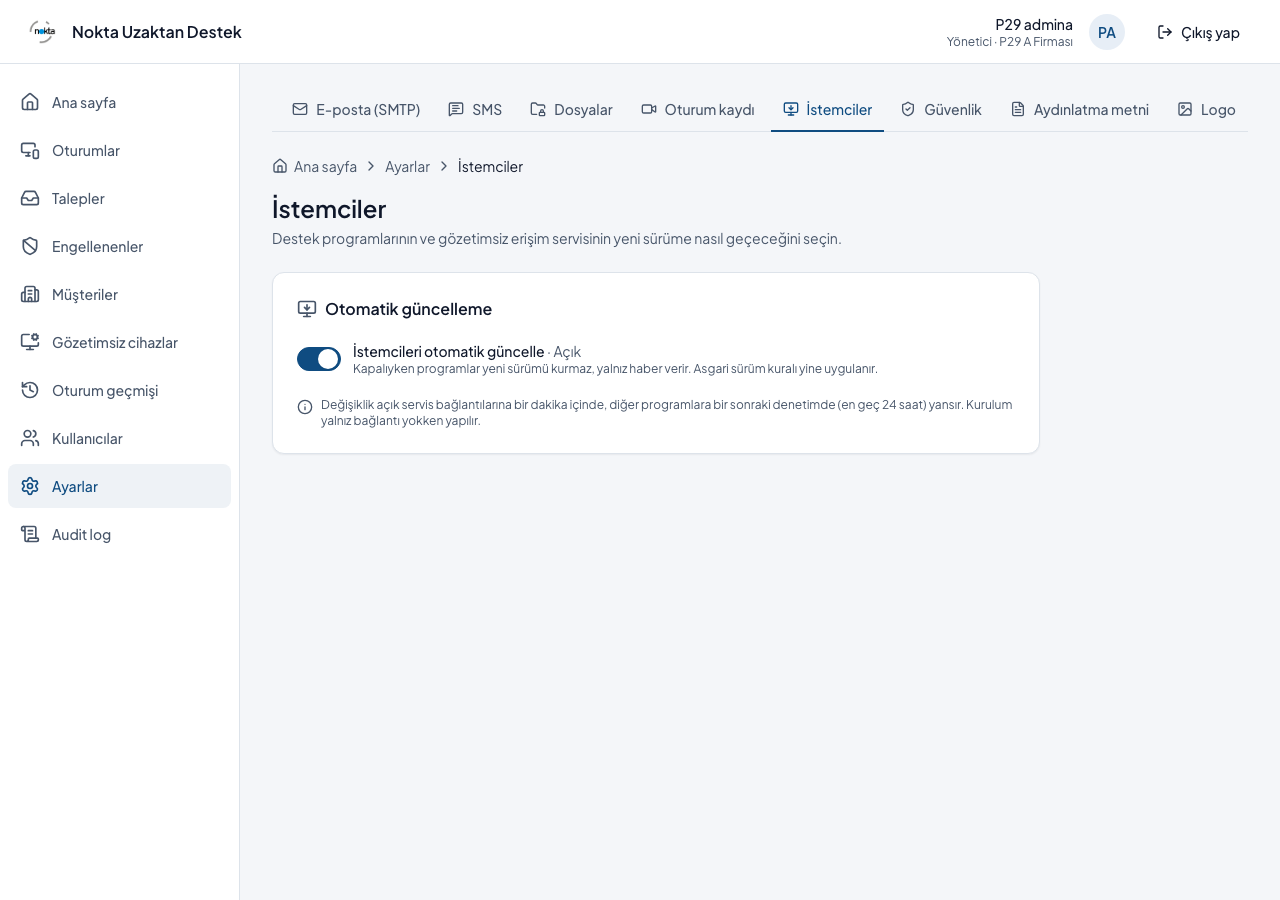 nokta
Nokta Uzaktan Destek
P29 admina
Yönetici · P29 A Firması
PA
Çıkış yap
Ana sayfa
Oturumlar
Talepler
Engellenenler
Müşteriler
Gözetimsiz cihazlar
Oturum geçmişi
Kullanıcılar
Ayarlar
Audit log
E-posta (SMTP)
SMS
Dosyalar
Oturum kaydı
İstemciler
Güvenlik
Aydınlatma metni
Logo
Ana sayfa > Ayarlar > İstemciler
İstemciler
Destek programlarının ve gözetimsiz erişim servisinin yeni sürüme nasıl geçeceğini seçin.
Otomatik güncelleme
İstemcileri otomatik güncelle · Açık
Kapalıyken programlar yeni sürümü kurmaz, yalnız haber verir. Asgari sürüm kuralı yine uygulanır.
Değişiklik açık servis bağlantılarına bir dakika içinde, diğer programlara bir sonraki denetimde (en geç 24 saat) yansır. Kurulum
yalnız bağlantı yokken yapılır.